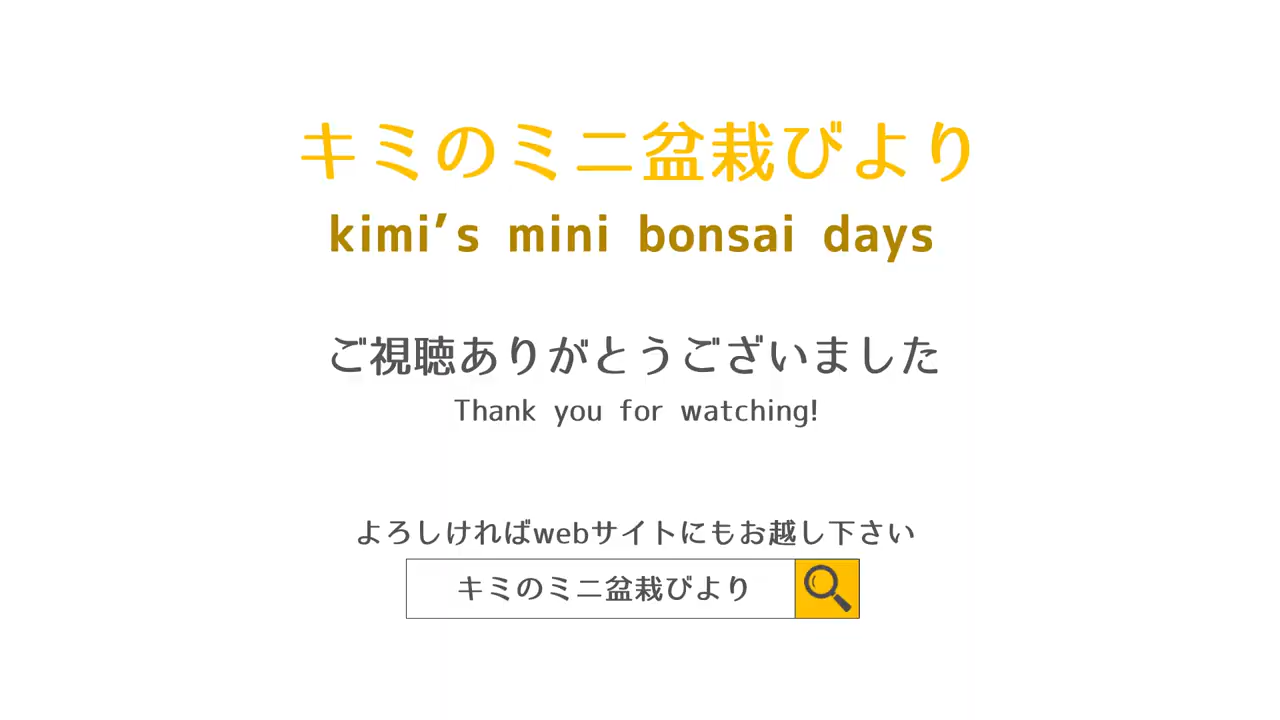 キミのミニ盆栽びより
kimi's mini bonsai days
ご視聴ありがとうございました
Thank you for watching!
よろしければwebサイトにもお越し下さい
キミのミニ盆栽びより